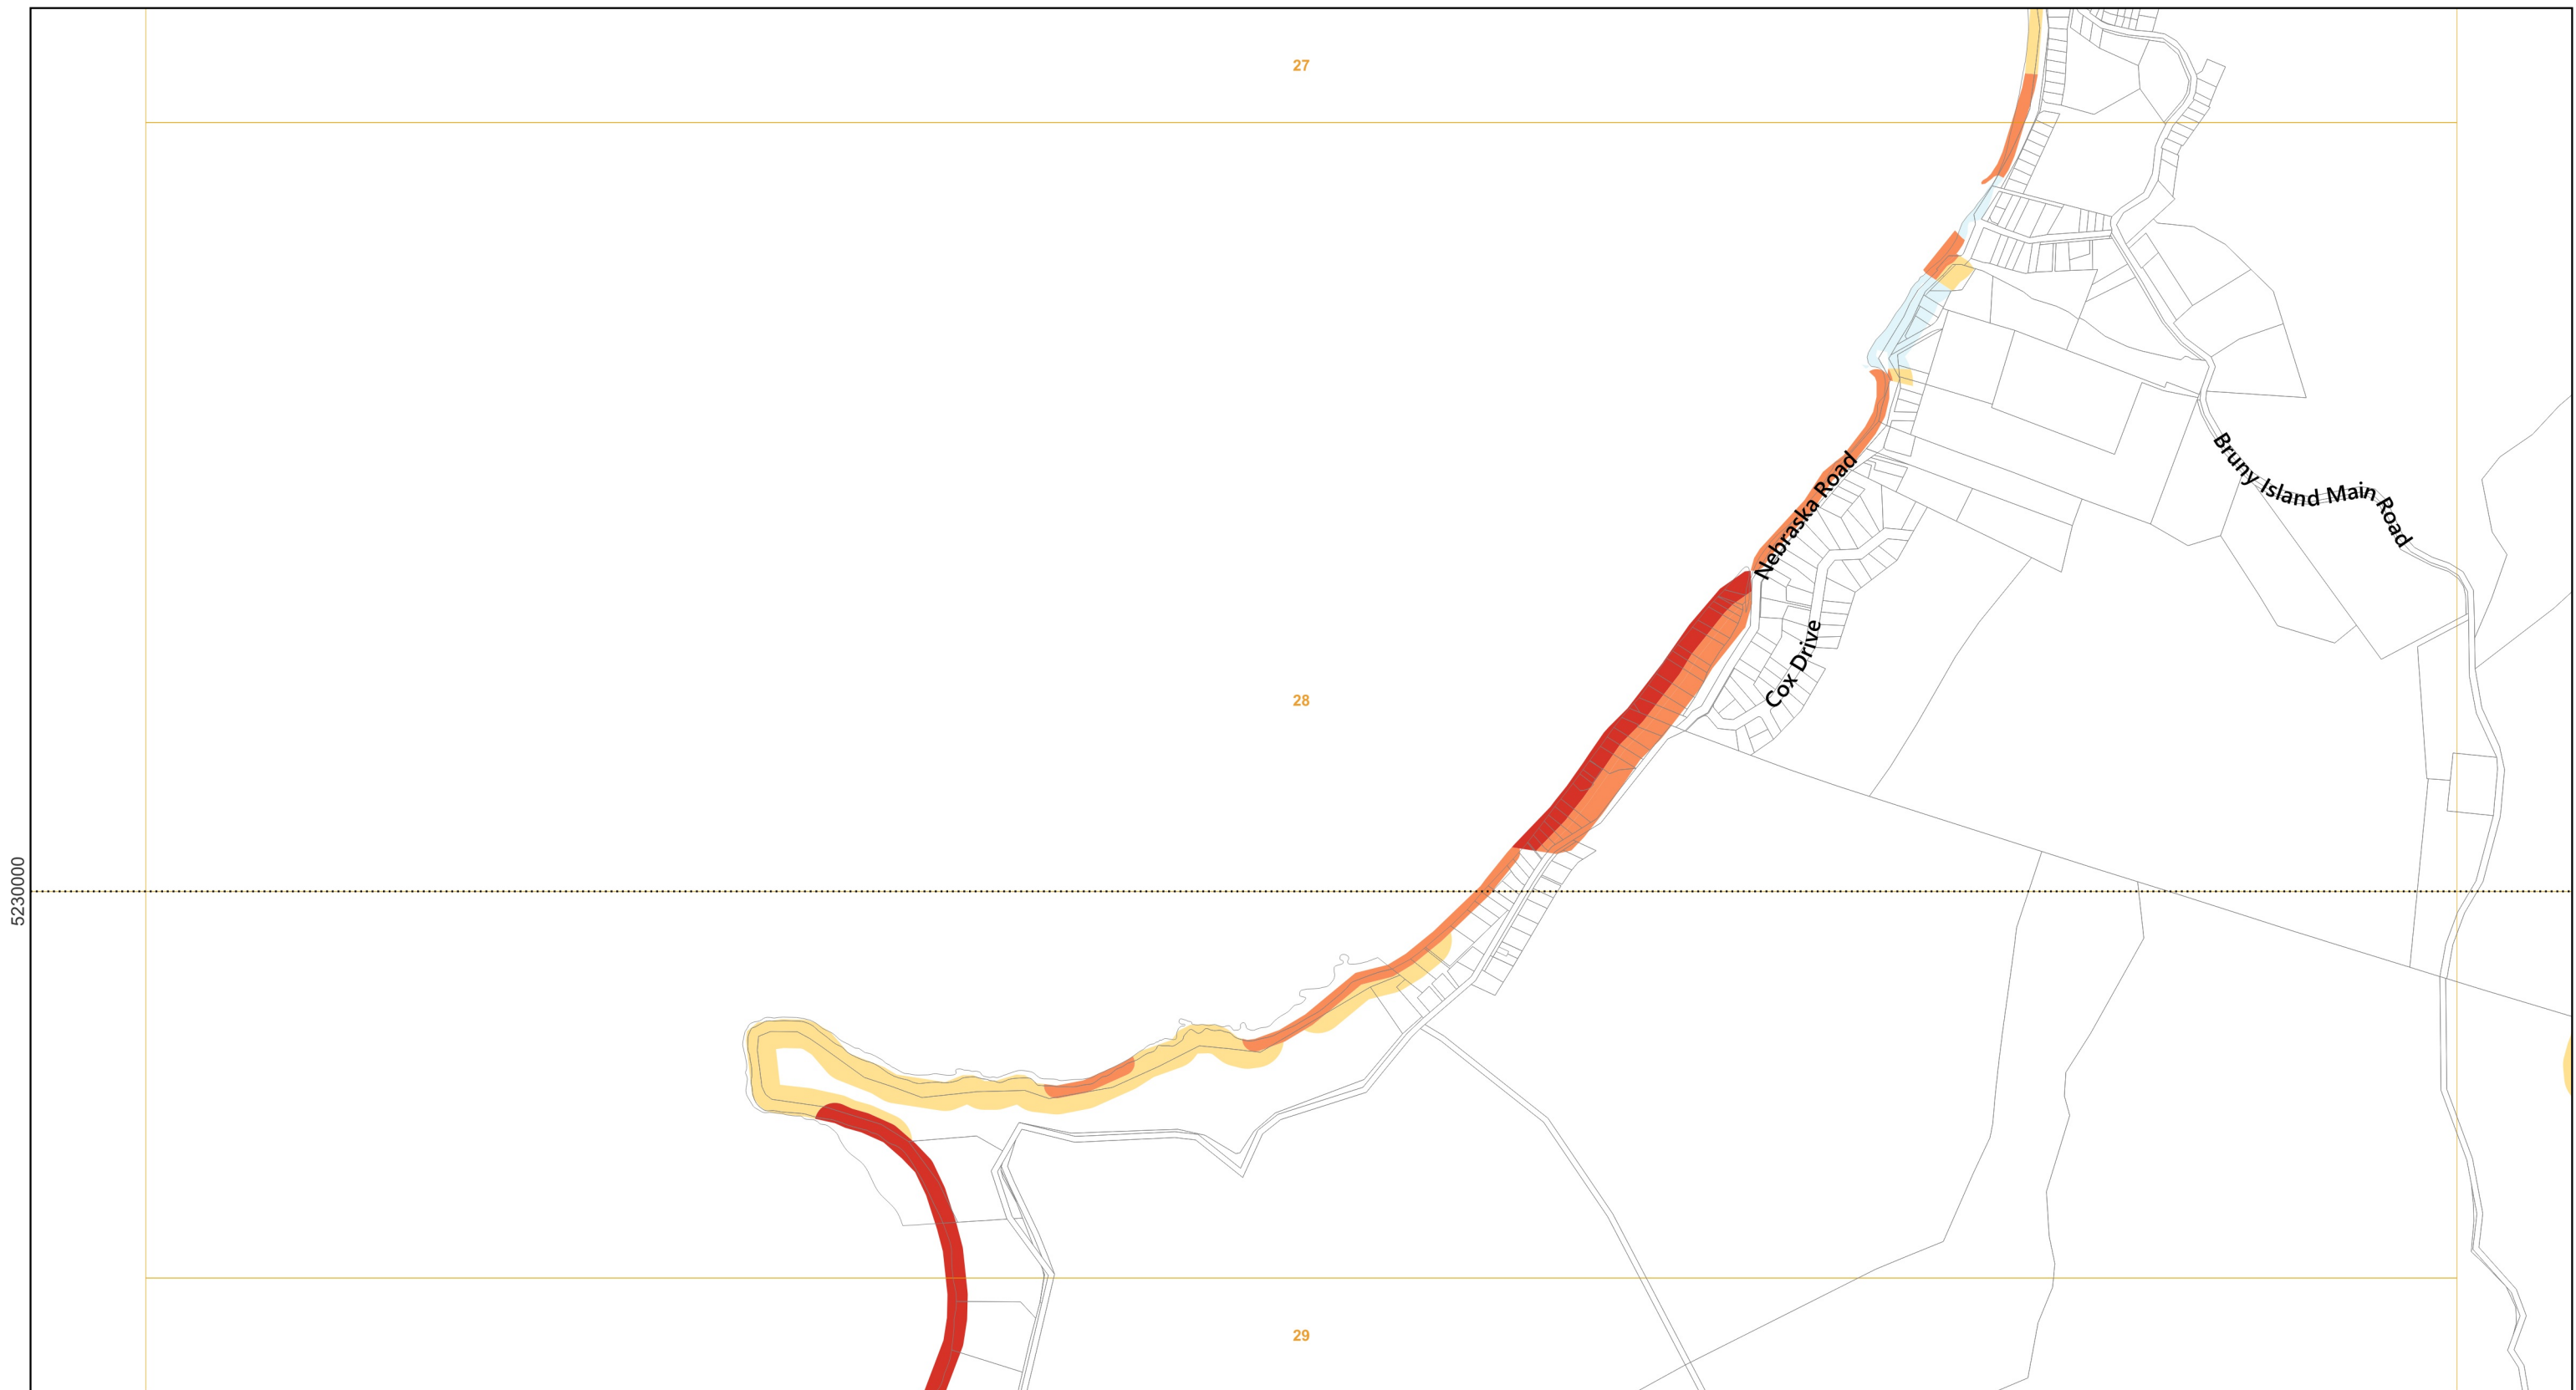 27
Bruny Island Main Road
Nebraska Road
Cox Drive
28
5230000
29